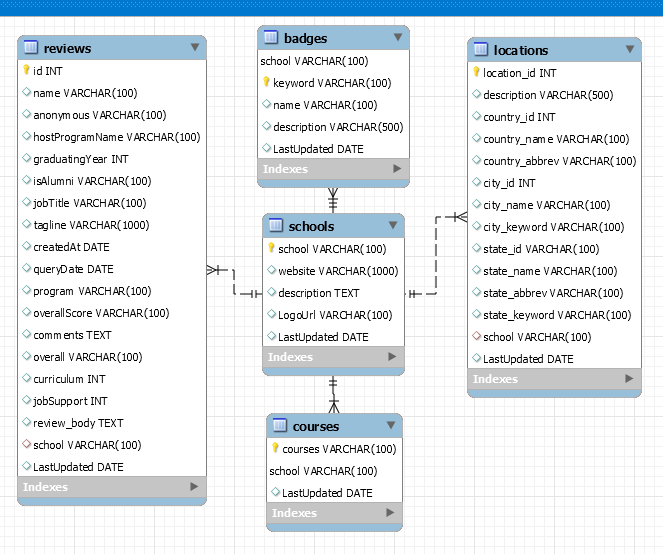 reviews
id INT
name VARCHAR(100)
anonymous VARCHAR(100)
hostProgramName VARCHAR(100)
graduatingYear INT
isAlumni VARCHAR(100)
jobTitle VARCHAR(100)
tagline VARCHAR(1000)
createdAt DATE
queryDate DATE
program VARCHAR(100)
overallScore VARCHAR(100)
comments TEXT
overall VARCHAR(100)
curriculum INT
jobSupport INT
review_body TEXT
school VARCHAR(100)
LastUpdated DATE
Indexes
badges
school VARCHAR(100)
keyword VARCHAR(100)
name VARCHAR(100)
description VARCHAR(500)
LastUpdated DATE
Indexes
schools
school VARCHAR(100)
website VARCHAR(1000)
description TEXT
LogoUrl VARCHAR(100)
LastUpdated DATE
Indexes
courses
courses VARCHAR(100)
school VARCHAR(100)
LastUpdated DATE
Indexes
locations
location_id INT
description VARCHAR(500)
country_id INT
country_name VARCHAR(100)
country_abbrev VARCHAR(100)
city_id INT
city_name VARCHAR(100)
city_keyword VARCHAR(100)
state_id VARCHAR(100)
state_name VARCHAR(100)
state_abbrev VARCHAR(100)
state_keyword VARCHAR(100)
school VARCHAR(100)
LastUpdated DATE
Indexes